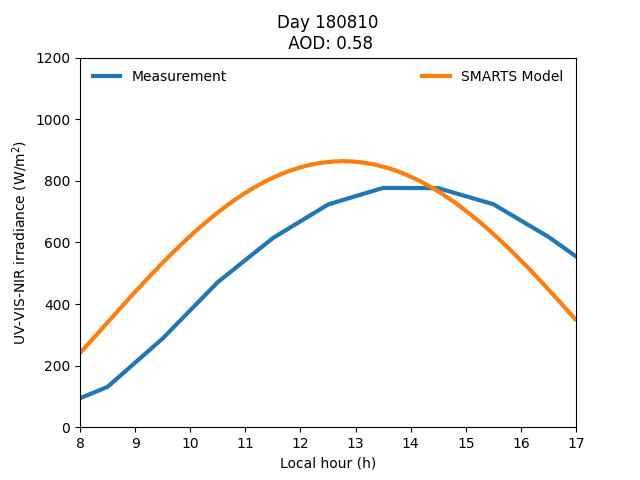 Day 180810
AOD: 0.58
Measurement
SMARTS Model
UV-VIS-NIR irradiance (W/m²)
1200
1000
800
600
400
200
0
8 9 10 11 12 13 14 15 16 17
Local hour (h)